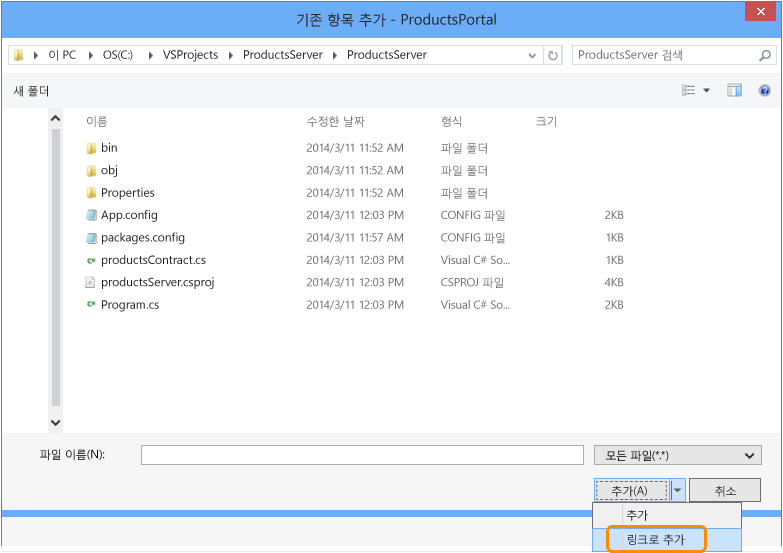 기존 항목 추가 - ProductsPortal
이 PC OS(C:) VSProjects ProductsServer ProductsServer
ProductsServer 검색
새 폴더
이름 수정한 날짜 형식 크기
bin 2014/3/11 11:52 AM 파일 폴더
obj 2014/3/11 11:52 AM 파일 폴더
Properties 2014/3/11 11:52 AM 파일 폴더
App.config 2014/3/11 12:03 PM CONFIG 파일 2KB
packages.config 2014/3/11 11:57 AM CONFIG 파일 1KB
productsContract.cs 2014/3/11 12:03 PM Visual C# So... 1KB
productsServer.csproj 2014/3/11 12:03 PM CSPROJ 파일 4KB
Program.cs 2014/3/11 12:03 PM Visual C# So... 2KB
파일 이름(N):
모든 파일(*.*)
추가(A) 취소
추가
링크로 추가